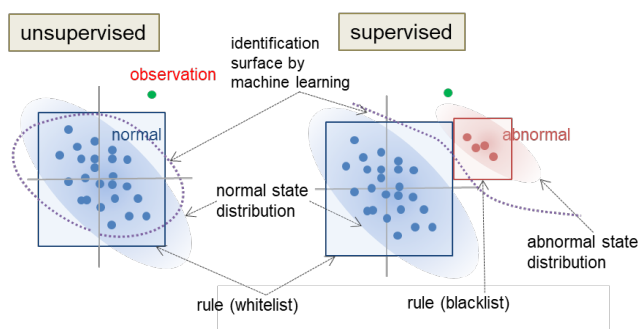 unsupervised
observation
normal
identification
surface by
machine learning
supervised
abnormal
normal state
distribution
abnormal state
distribution
rule (whitelist)
rule (blacklist)